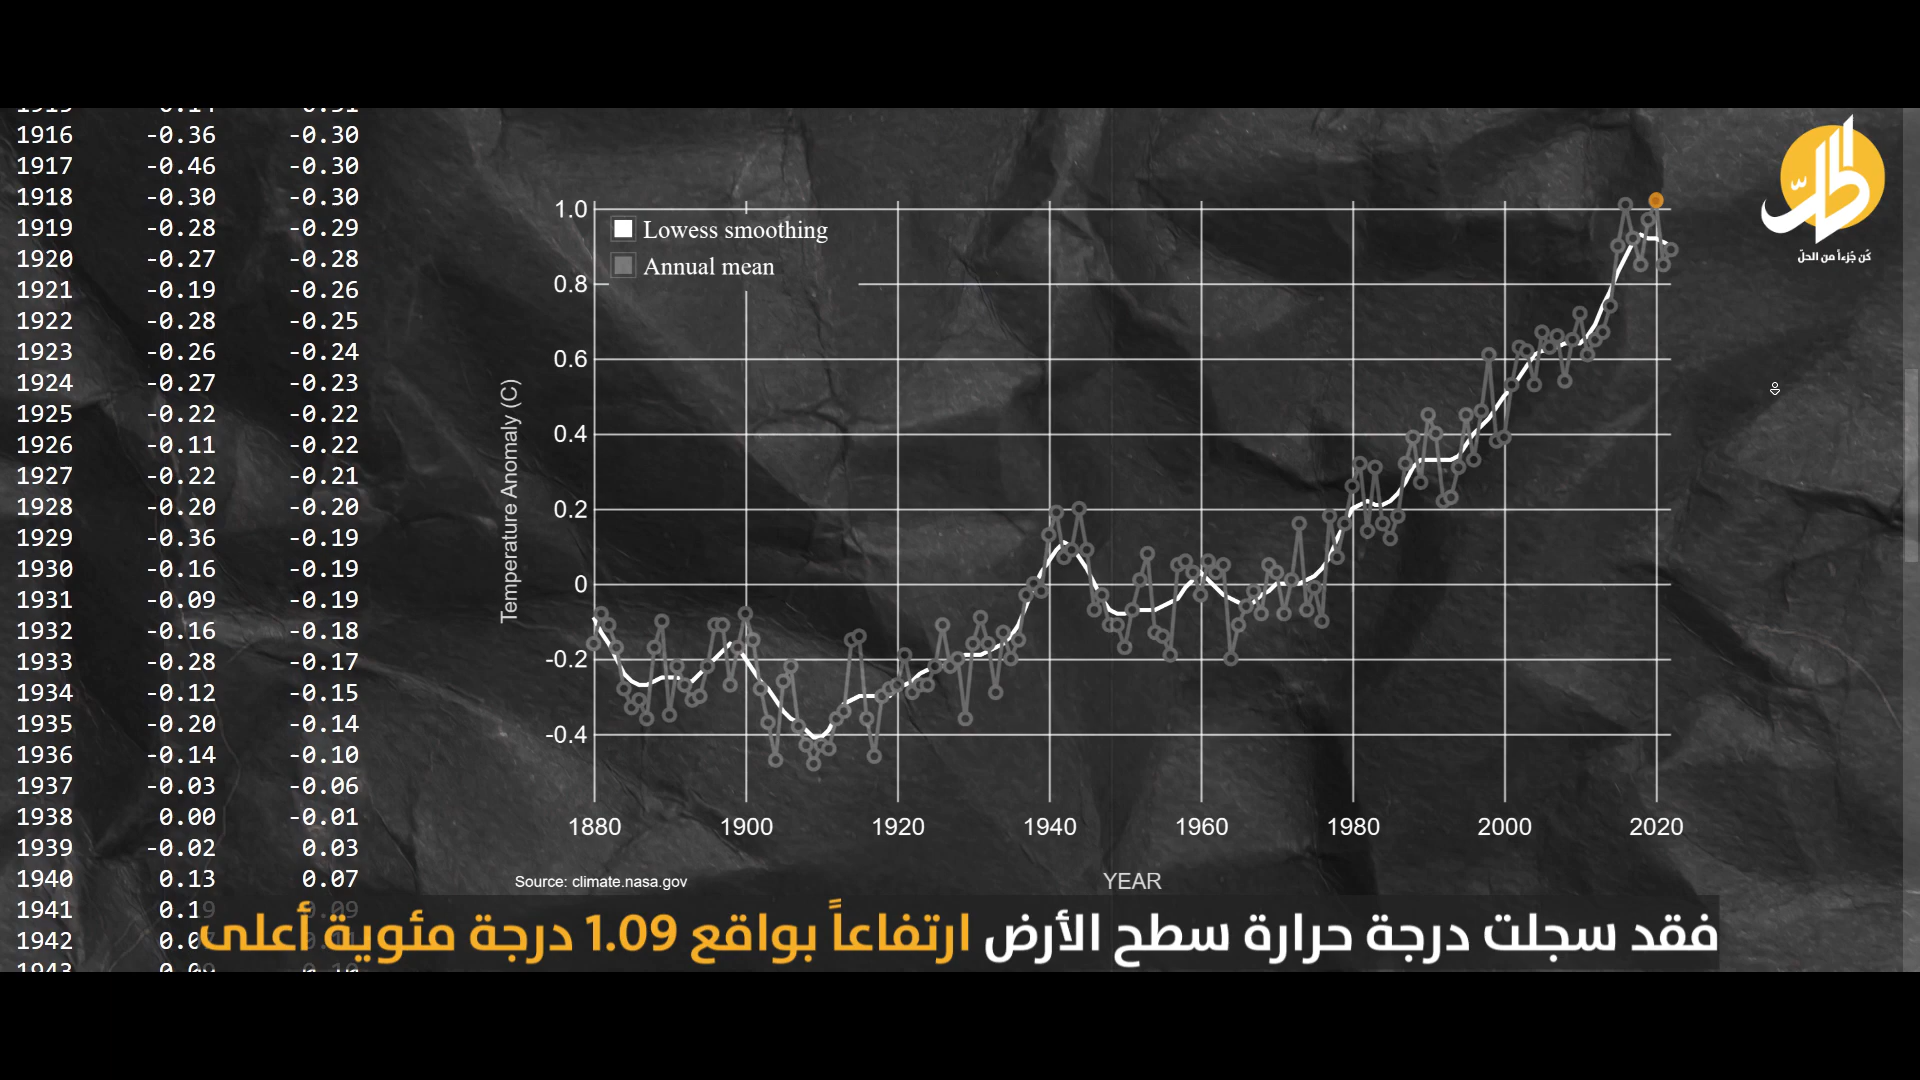 1916 -0.36 -0.30
1917 -0.46 -0.30
1918 -0.30 -0.30
1919 -0.28 -0.29
1920 -0.27 -0.28
1921 -0.19 -0.26
1922 -0.28 -0.25
1923 -0.26 -0.24
1924 -0.27 -0.23
1925 -0.22 -0.22
1926 -0.11 -0.22
1927 -0.22 -0.21
1928 -0.20 -0.20
1929 -0.36 -0.19
1930 -0.16 -0.19
1931 -0.09 -0.19
1932 -0.16 -0.18
1933 -0.28 -0.17
1934 -0.12 -0.15
1935 -0.20 -0.14
1936 -0.14 -0.10
1937 -0.03 -0.06
1938 0.00 -0.01
1939 -0.02 0.03
1940 0.13 0.07
1941 0.19 0.09
1942
Lowess smoothing
Annual mean
Temperature Anomaly (C)
1.0
0.8
0.6
0.4
0.2
0
-0.2
-0.4
1880 1900 1920 1940 1960 1980 2000 2020
YEAR
Source: climate.nasa.gov
كُن جُزءاً من الحلّ
فقد سجلت درجة حرارة سطح الأرض ارتفاعاً بواقع 1.09 درجة مئوية أعلى